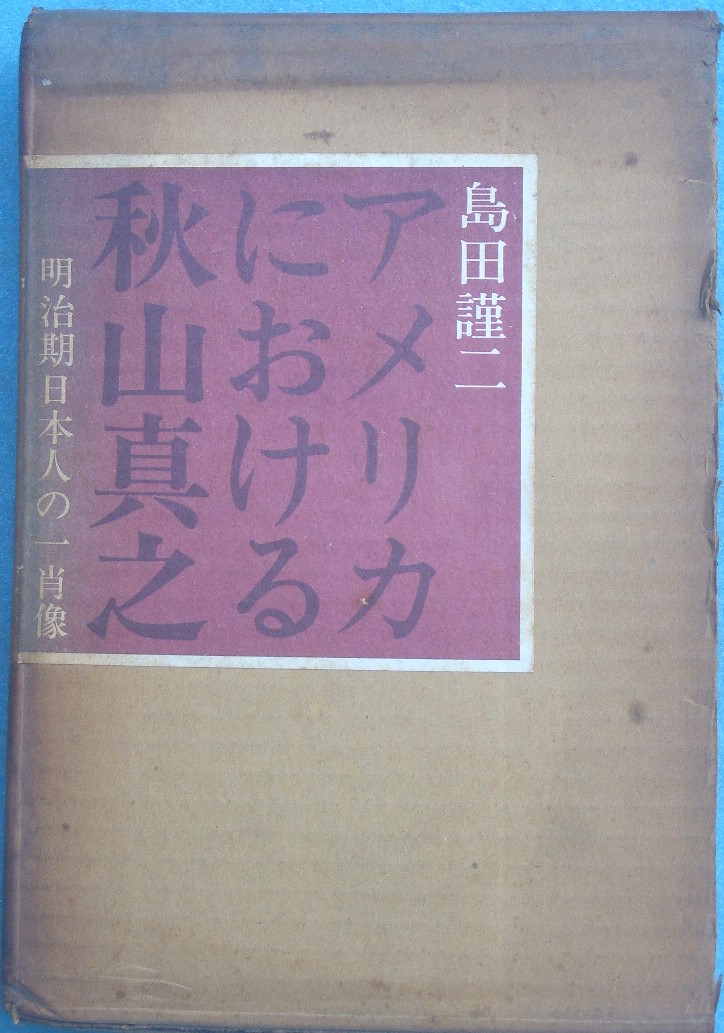 島田謹二
アメリカ
における
秋山真之
明治期日本人の一肖像